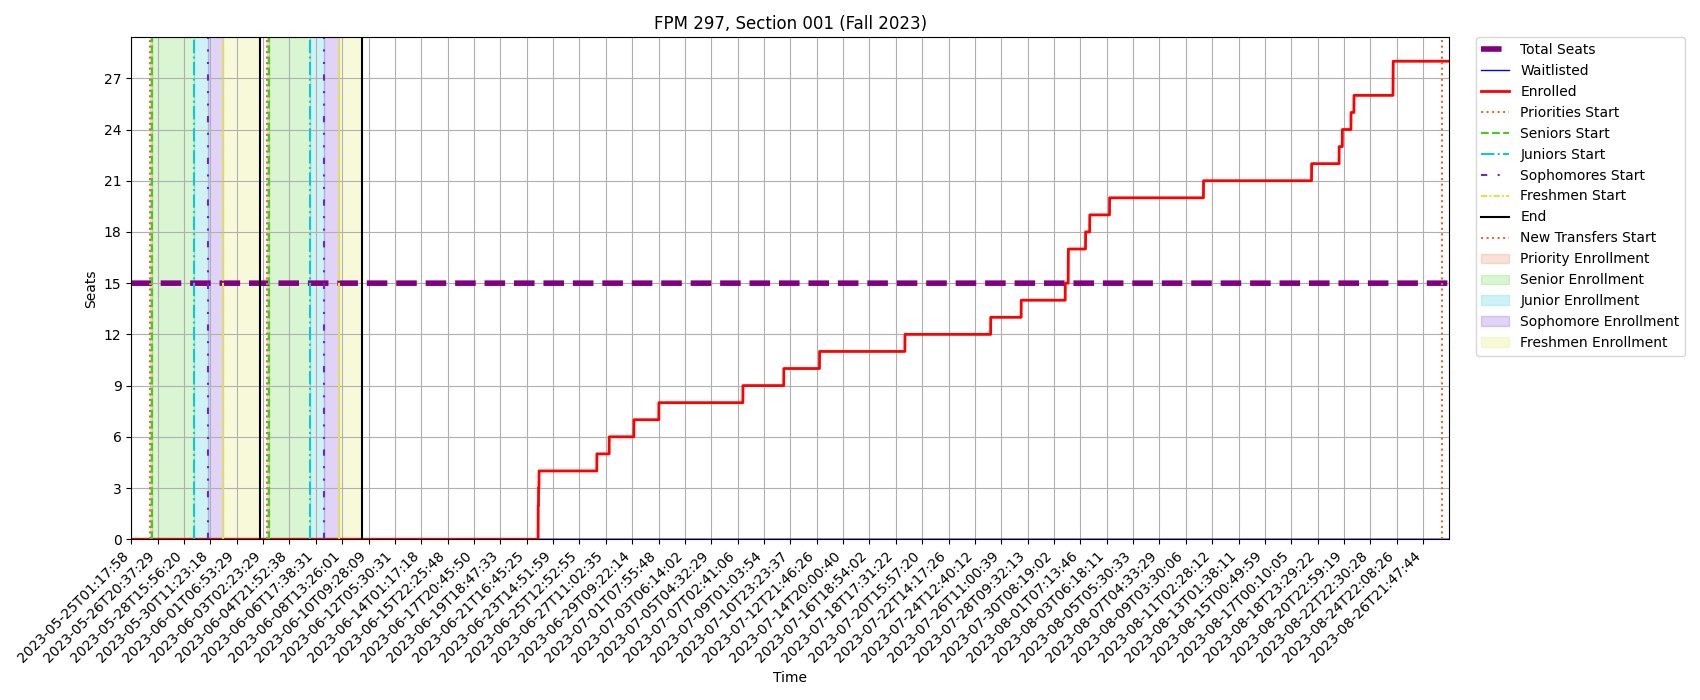 FPM 297, Section 001 (Fall 2023)
Seats
27
24
21
18
15
12
9
6
3
0
2023-05-25T01:17:58
2023-05-26T20:37:29
2023-05-28T15:56:20
2023-05-30T11:23:18
2023-06-01T06:53:29
2023-06-03T02:23:29
2023-06-04T21:52:38
2023-06-06T17:38:31
2023-06-08T13:26:01
2023-06-10T09:28:09
2023-06-12T05:30:31
2023-06-14T01:17:18
2023-06-15T22:25:48
2023-06-17T20:45:50
2023-06-19T18:47:33
2023-06-21T16:45:25
2023-06-23T14:51:59
2023-06-25T12:52:55
2023-06-27T11:02:35
2023-06-29T09:22:14
2023-07-01T07:55:48
2023-07-03T06:14:02
2023-07-05T04:32:29
2023-07-07T02:41:06
2023-07-09T01:03:54
2023-07-10T23:23:37
2023-07-12T21:46:26
2023-07-14T20:00:40
2023-07-16T18:54:02
2023-07-18T17:31:22
2023-07-20T15:57:20
2023-07-22T14:17:26
2023-07-24T12:40:12
2023-07-26T11:00:39
2023-07-28T09:32:13
2023-07-30T08:19:02
2023-08-01T07:13:46
2023-08-03T06:18:11
2023-08-05T05:30:33
2023-08-07T04:33:29
2023-08-09T03:30:06
2023-08-11T02:28:12
2023-08-13T01:38:11
2023-08-15T00:49:59
2023-08-17T00:10:05
2023-08-18T23:29:22
2023-08-20T22:59:19
2023-08-22T22:30:28
2023-08-24T22:08:26
2023-08-26T21:47:44
Time
Total Seats
Waitlisted
Enrolled
Priorities Start
Seniors Start
Juniors Start
Sophomores Start
Freshmen Start
End
New Transfers Start
Priority Enrollment
Senior Enrollment
Junior Enrollment
Sophomore Enrollment
Freshmen Enrollment